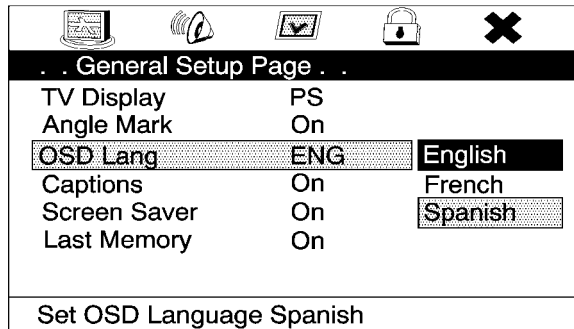 . . General Setup Page . .
TV Display PS
Angle Mark On
OSD Lang ENG English
Captions On French
Screen Saver On Spanish
Last Memory On
Set OSD Language Spanish